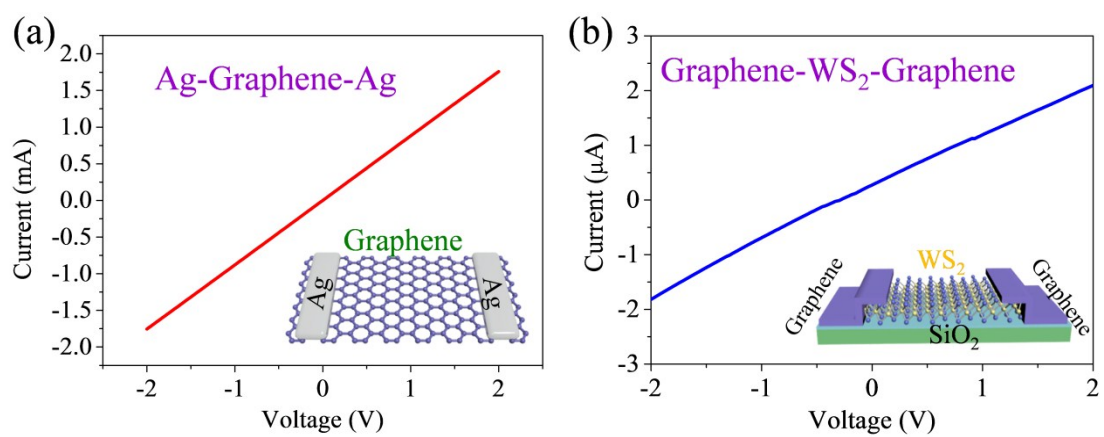 (a)
Ag-Graphene-Ag
Current (mA)
2.0
1.5
1.0
0.5
0.0
-0.5
-1.0
-1.5
-2.0
Graphene
Ag
Ag
-2
-1
0
1
2
Voltage (V)
(b)
Graphene-WS₂-Graphene
Current (μA)
3
2
1
0
-1
-2
-3
WS₂
Graphene
Graphene
SiO₂
-2
-1
0
1
2
Voltage (V)